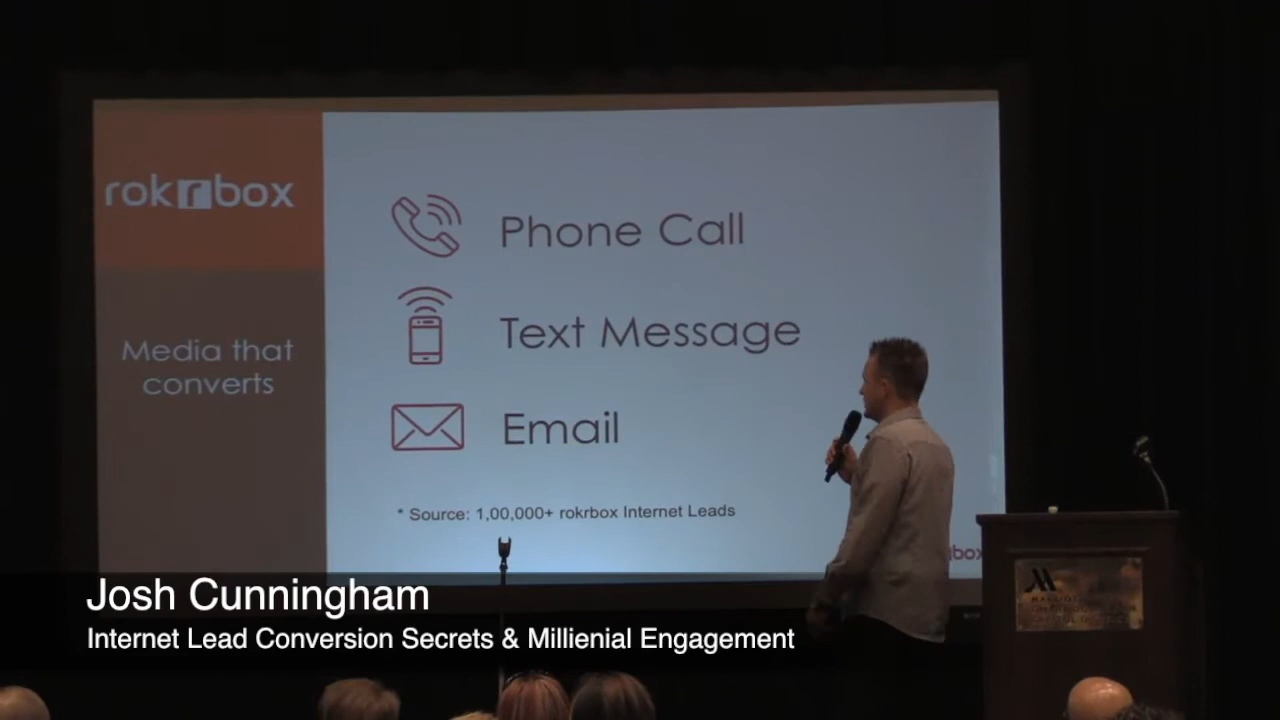 rokrbox
Media that
converts
Phone Call
Text Message
Email
* Source: 1,00,000+ rokrbox Internet Leads
box
Josh Cunningham
Internet Lead Conversion Secrets & Millienial Engagement